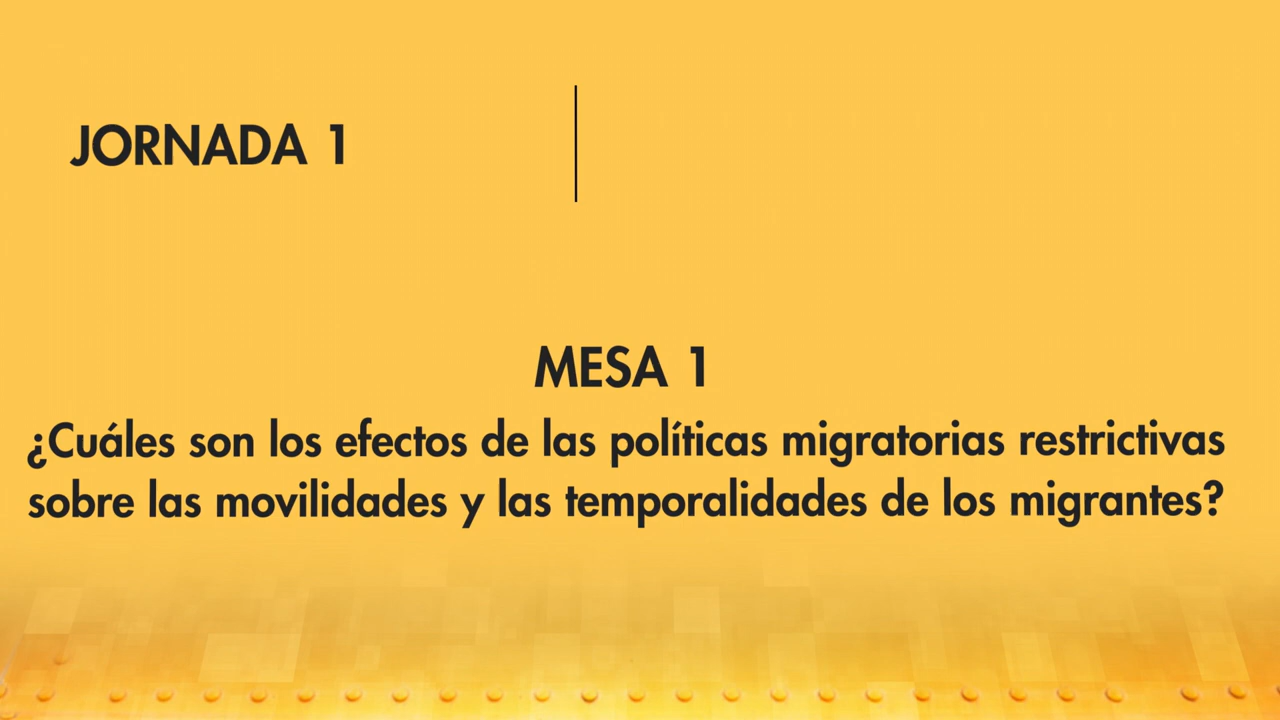 JORNADA 1
MESA 1
¿Cuáles son los efectos de las políticas migratorias restrictivas
sobre las movilidades y las temporalidades de los migrantes?